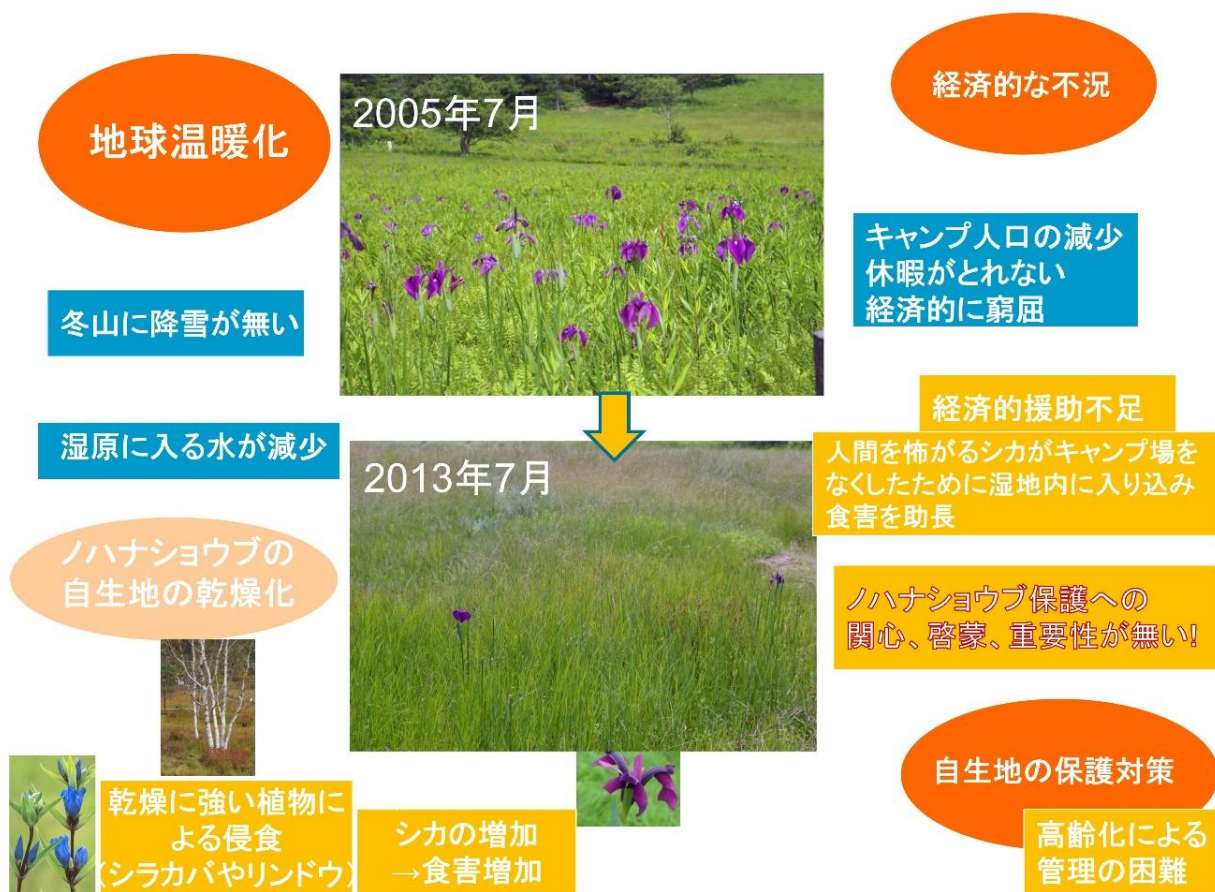 地球温暖化
冬山に降雪が無い
湿原に入る水が減少
ノハナショウブの
自生地の乾燥化
乾燥に強い植物に
よる侵食
(シラカバやリンドウ)
2005年7月
2013年7月
シカの増加
→食害増加
経済的な不況
キャンプ人口の減少
休暇がとれない
経済的に窮屈
経済的援助不足
人間を怖がるシカがキャンプ場を
なくしたために湿地内に入り込み
食害を助長
ノハナショウブ保護への
関心、啓蒙、重要性が無い!
自生地の保護対策
高齢化による
管理の困難